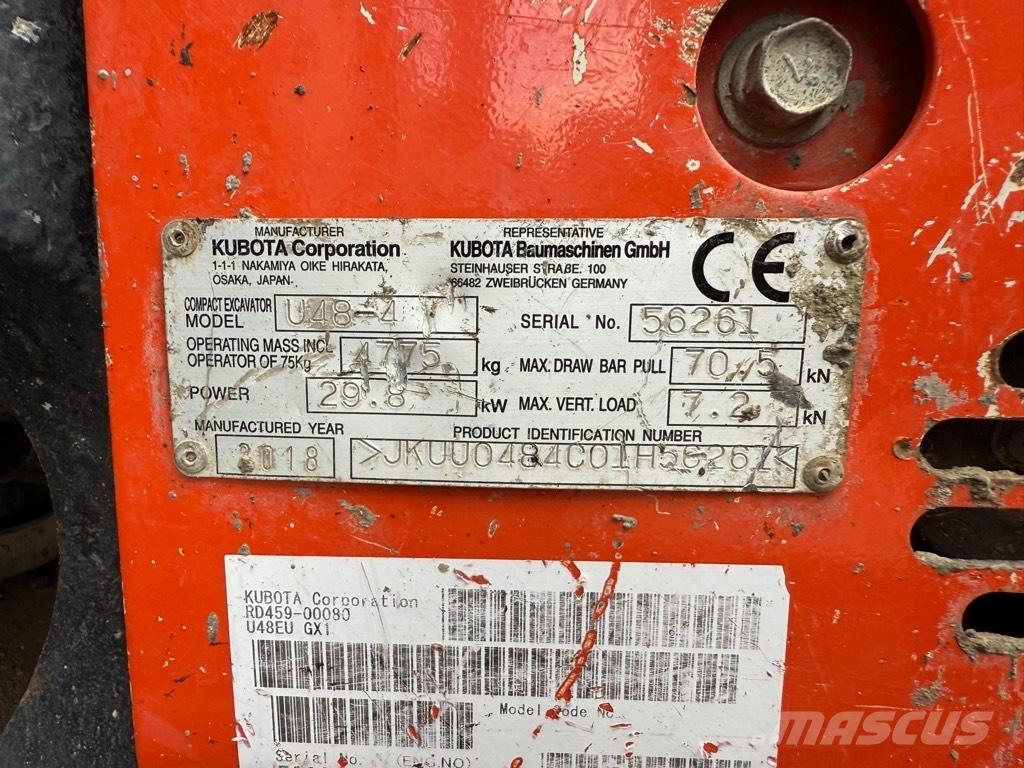 MANUFACTURER
KUBOTA Corporation
1-1-1 NAKAMIYA OIKE HIRAKATA,
OSAKA, JAPAN.
REPRESENTATIVE
KUBOTA Baumaschinen GmbH
STEINHAUSER STRAßE. 100
66482 ZWEIBRÜCKEN GERMANY
CE
COMPACT EXCAVATOR
MODEL U48-4
SERIAL No. 56261
OPERATING MASS INCL
OPERATOR OF 75Kg 4775 kg
MAX. DRAW BAR PULL 70.5 kN
POWER 29.8 kW
MAX. VERT. LOAD 7.2 kN
MANUFACTURED YEAR
2018
PRODUCT IDENTIFICATION NUMBER
>JKUU0484C01H56261<
KUBOTA Corporation
RD459-00080
U48EU GX1
Model Code No.
Serial No. (ENG NO)
MASCUS